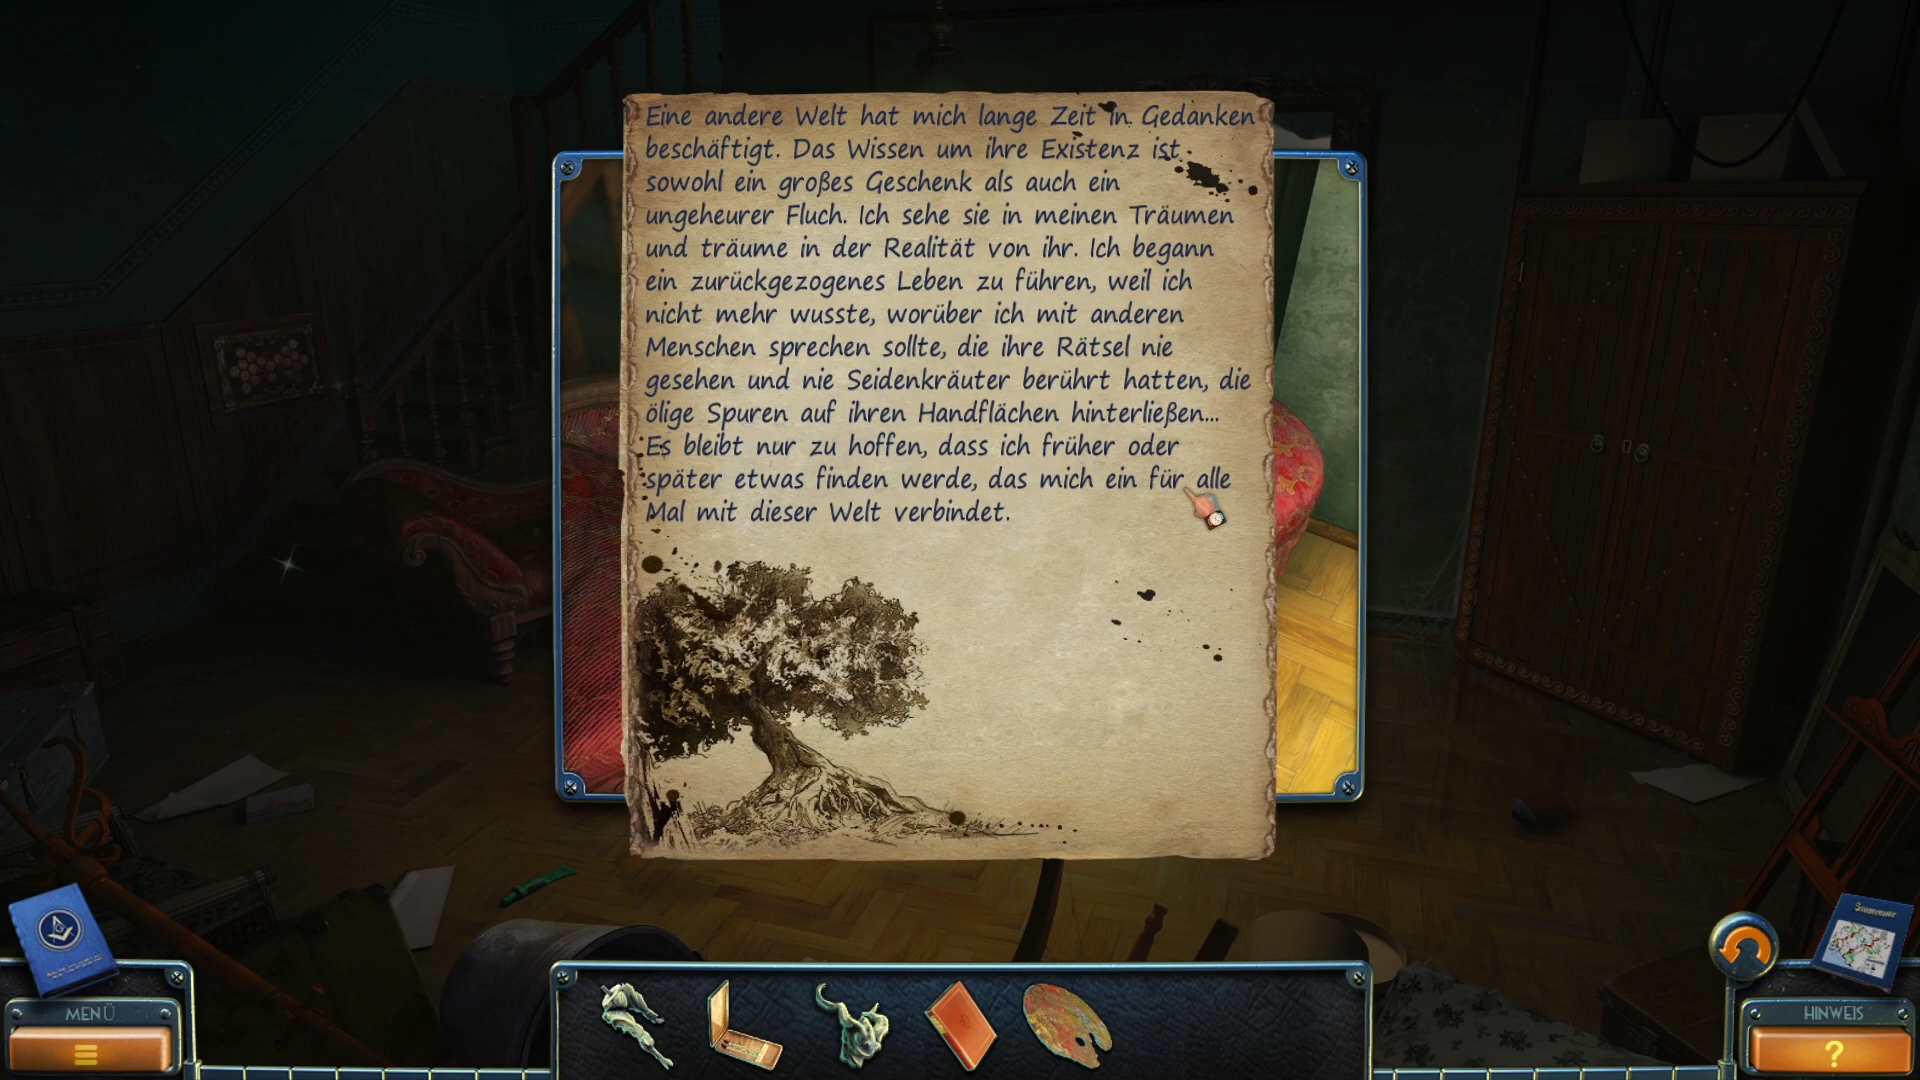 Eine andere Welt hat mich lange Zeit in Gedanken
beschäftigt. Das Wissen um ihre Existenz ist
sowohl ein großes Geschenk als auch ein
ungeheurer Fluch. Ich sehe sie in meinen Träumen
und träume in der Realität von ihr. Ich begann
ein zurückgezogenes Leben zu führen, weil ich
nicht mehr wusste, worüber ich mit anderen
Menschen sprechen sollte, die ihre Rätsel nie
gesehen und nie Seidenkräuter berührt hatten, die
ölige Spuren auf ihren Handflächen hinterließen...
Es bleibt nur zu hoffen, dass ich früher oder
später etwas finden werde, das mich ein für alle
Mal mit dieser Welt verbindet.
G
MENÜ
HINWEIS
?